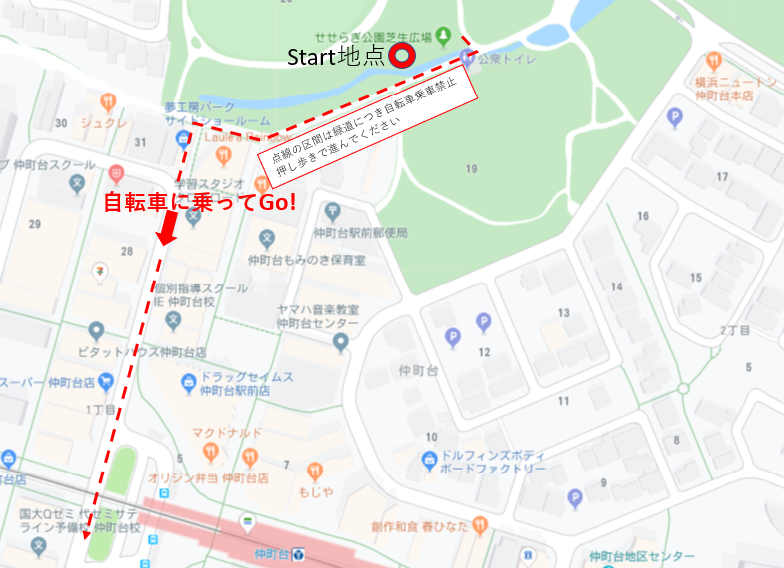 せせらぎ公園芝生広場
Start地点
公衆トイレ
横浜ニュートン
仲町台本店
夢工房パーク
サイドショールーム
シュクレ
30
31
点線の区間は緑道につき自転車乗車禁止
押し歩きで進んでください
19
17
プ 仲町台スクール
学習スタジオ
自転車に乗ってGo!
16
29
28
仲町台駅前郵便局
仲町台もみのき保育室
15
14
13
個別指導スクール
IE 仲町台校
ヤマハ音楽教室
仲町台センター
2丁目
ピタットハウス仲町台店
12
仲町台
5
スーパー 仲町台店
ドラッグセイムス
仲町台駅前店
1丁目
11
マクドナルド
10
8
ドルフィンズボディ
ボードファクトリー
5
7
オリジン弁当 仲町台店
もじや
9
台店
国大Qゼミ 代ゼミサテ
ライン予備校 仲町台校
創作和食 春ひなた
仲町台
仲町台地区センター